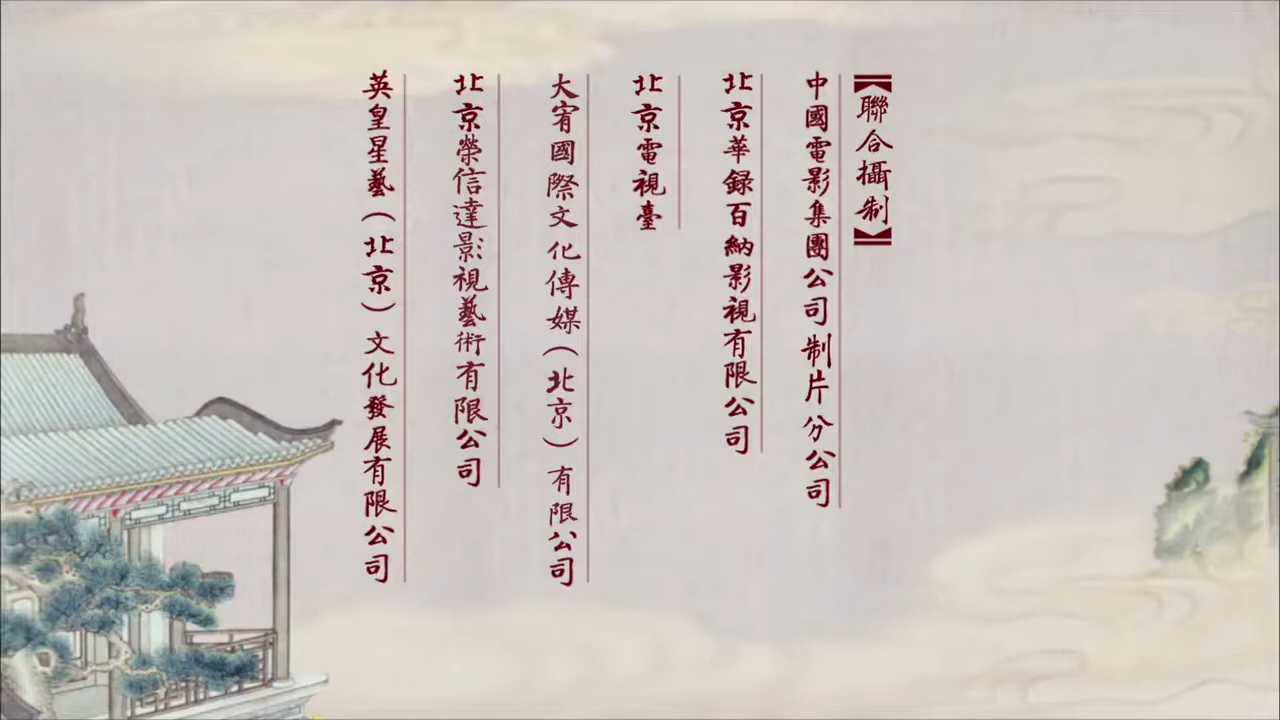 【聯合攝制】
中國電影集團公司制片分公司
北京華録百納影視有限公司
北京電視臺
大宥國際文化傳媒(北京)有限公司
北京榮信達影視藝術有限公司
英皇星藝(北京)文化發展有限公司